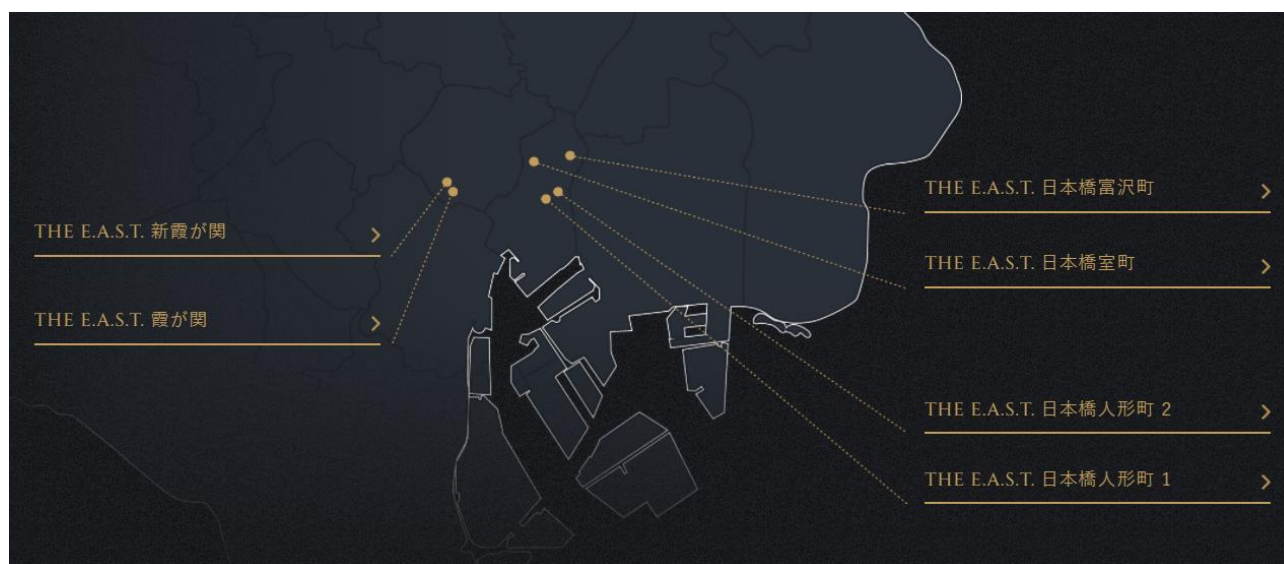 THE E.A.S.T. 新霞が関
THE E.A.S.T. 霞が関
THE E.A.S.T. 日本橋富沢町
THE E.A.S.T. 日本橋室町
THE E.A.S.T. 日本橋人形町 2
THE E.A.S.T. 日本橋人形町 1